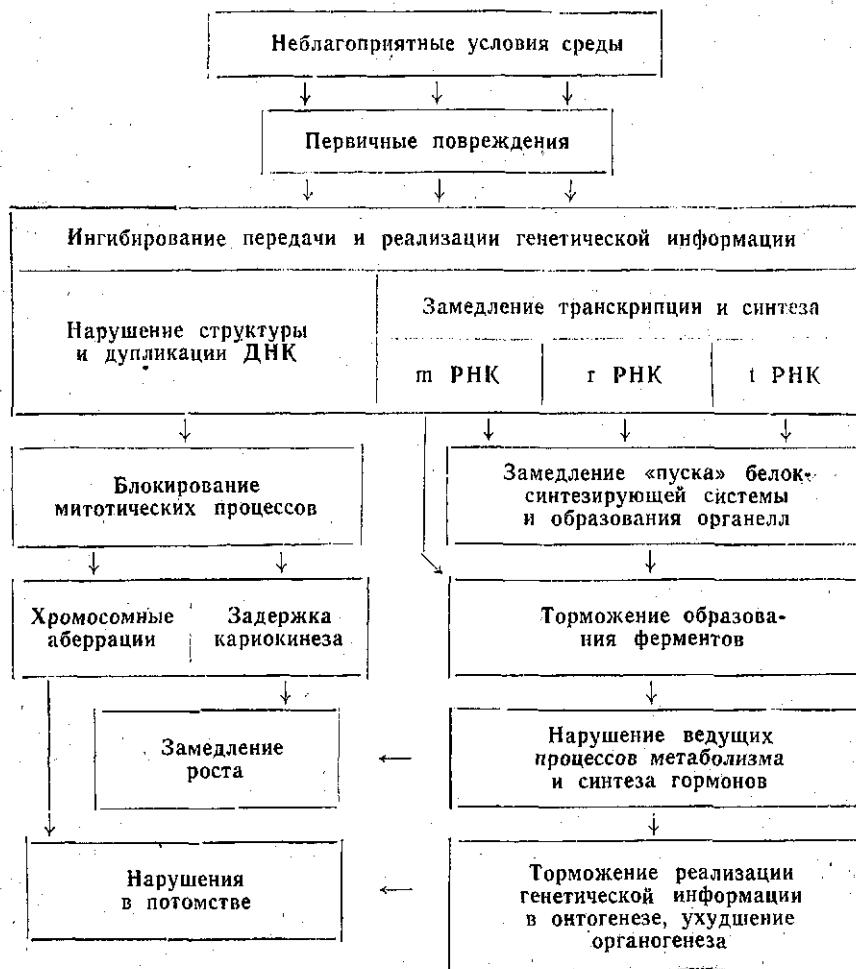 Неблагоприятные условия среды
Первичные повреждения
Ингибирование передачи и реализации генетической информации
Нарушение структуры
и дупликации ДНК
Замедление транскрипции и синтеза
m РНК
r РНК
t РНК
Блокирование
митотических процессов
Замедление «пуска» белок-
синтезирующей системы
и образования органелл
Хромосомные
аберрации
Задержка
кариокинеза
Торможение образова-
ния ферментов
Замедление
роста
Нарушение ведущих
процессов метаболизма
и синтеза гормонов
Нарушения
в потомстве
Торможение реализации
генетической информации
в онтогенезе, ухудшение
органогенеза